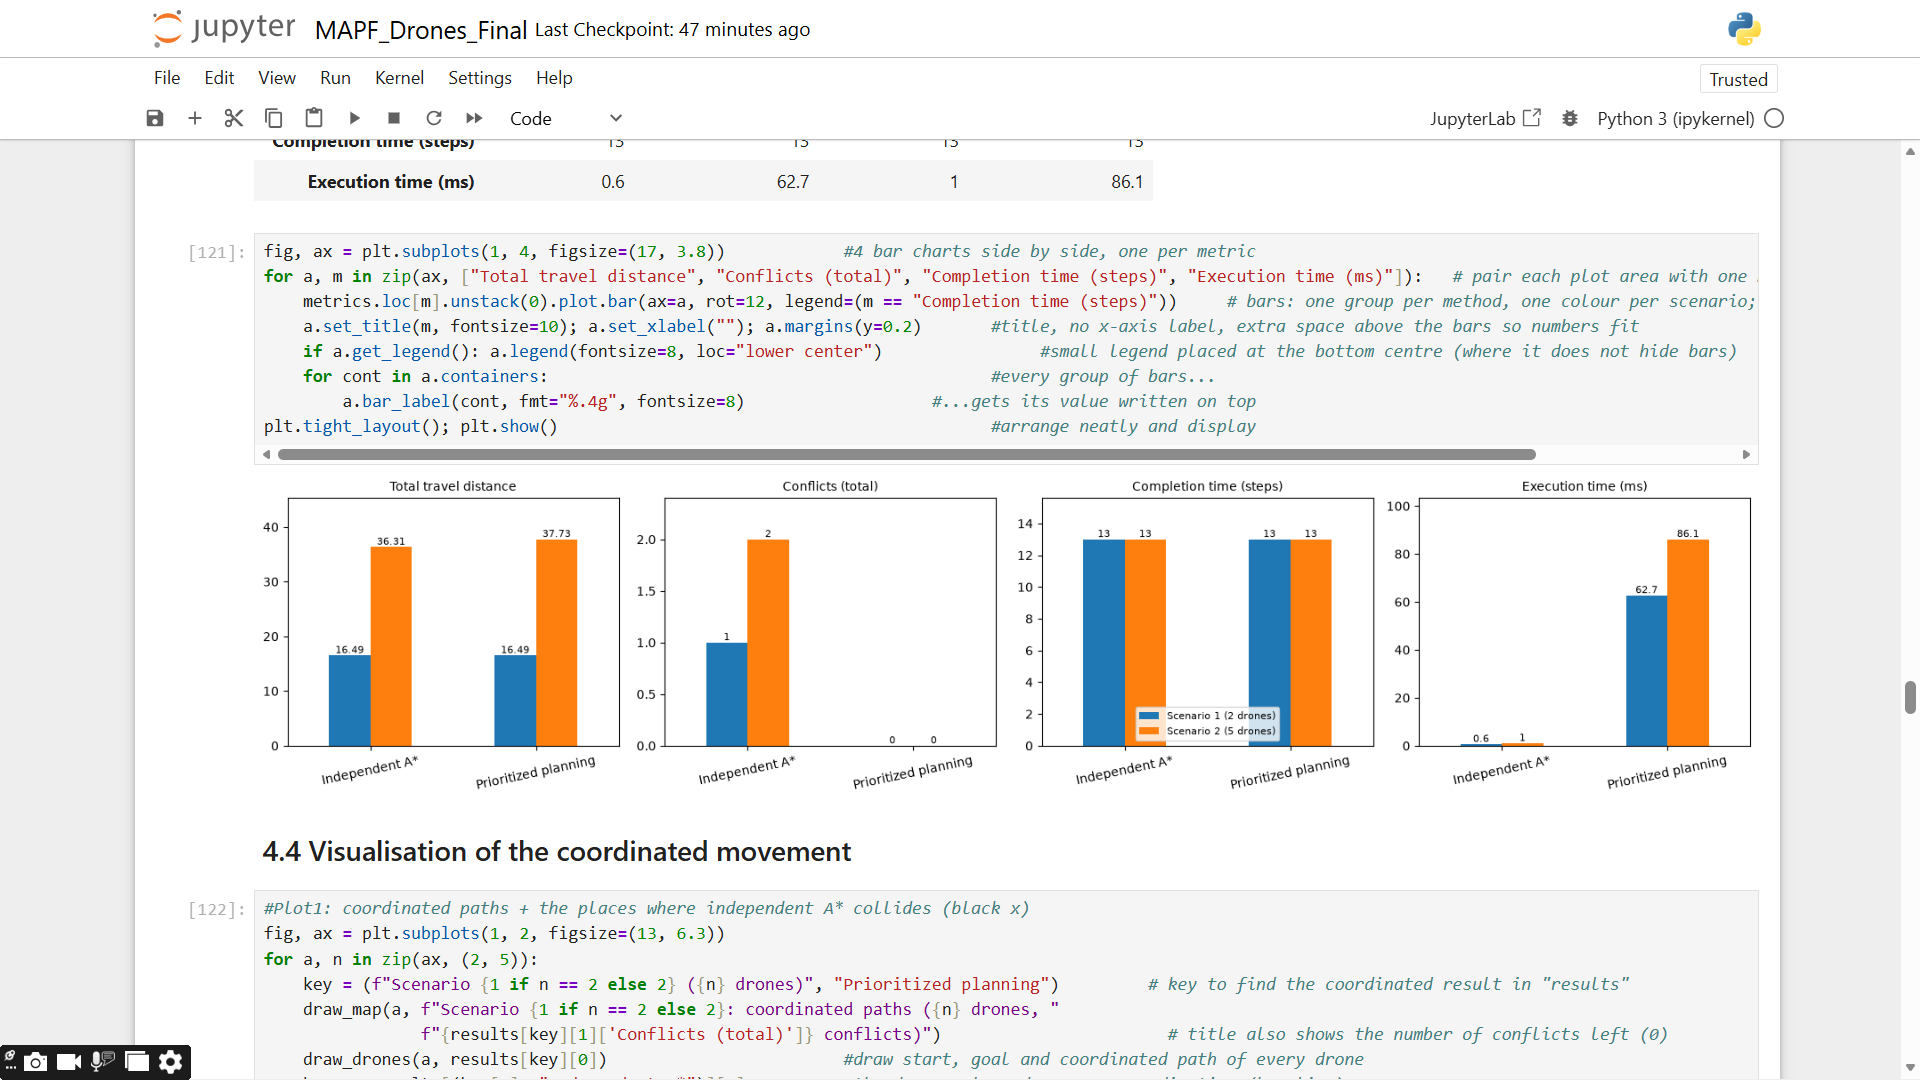 jupyter MAPF_Drones_Final Last Checkpoint: 47 minutes ago
File Edit View Run Kernel Settings Help Trusted
Code JupyterLab Python 3 (ipykernel)
Completion time (steps) 13 13 13 13
Execution time (ms) 0.6 62.7 1 86.1
[121]:
fig, ax = plt.subplots(1, 4, figsize=(17, 3.8)) #4 bar charts side by side, one per metric
for a, m in zip(ax, ["Total travel distance", "Conflicts (total)", "Completion time (steps)", "Execution time (ms)"]): # pair each plot area with one
metrics.loc[m].unstack(0).plot.bar(ax=a, rot=12, legend=(m == "Completion time (steps)")) # bars: one group per method, one colour per scenario;
a.set_title(m, fontsize=10); a.set_xlabel(""); a.margins(y=0.2) #title, no x-axis label, extra space above the bars so numbers fit
if a.get_legend(): a.legend(fontsize=8, loc="lower center") #small legend placed at the bottom centre (where it does not hide bars)
for cont in a.containers: #every group of bars...
a.bar_label(cont, fmt="%.4g", fontsize=8) #...gets its value written on top
plt.tight_layout(); plt.show() #arrange neatly and display
Total travel distance
40
30
20
10
0
36.31
37.73
16.49
16.49
Independent A*
Prioritized planning
Conflicts (total)
2.0
1.5
1.0
0.5
0.0
2
1
0
0
Independent A*
Prioritized planning
Completion time (steps)
14
12
10
8
6
4
2
0
13
13
13
13
Scenario 1 (2 drones)
Scenario 2 (5 drones)
Independent A*
Prioritized planning
Execution time (ms)
100
80
60
40
20
0
86.1
62.7
0.6
1
Independent A*
Prioritized planning
4.4 Visualisation of the coordinated movement
[122]:
#Plot1: coordinated paths + the places where independent A* collides (black x)
fig, ax = plt.subplots(1, 2, figsize=(13, 6.3))
for a, n in zip(ax, (2, 5)):
key = (f"Scenario {1 if n == 2 else 2} ({n} drones)", "Prioritized planning") # key to find the coordinated result in "results"
draw_map(a, f"Scenario {1 if n == 2 else 2}: coordinated paths ({n} drones, "
f"{results[key][1]['Conflicts (total)']} conflicts)") # title also shows the number of conflicts left (0)
draw_drones(a, results[key][0]) #draw start, goal and coordinated path of every drone